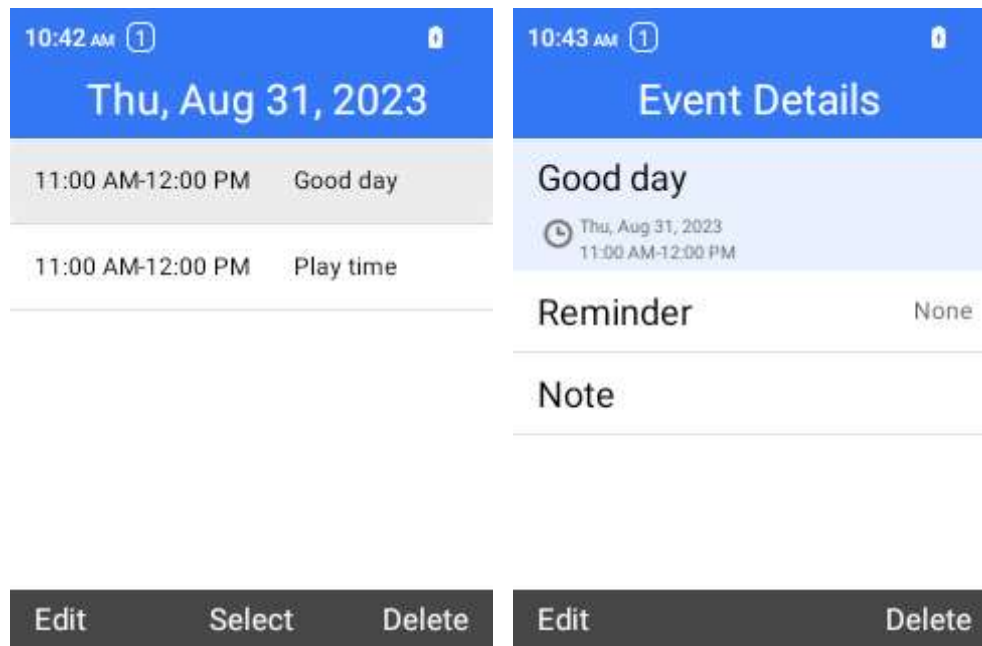 10:42 AM 1
Thu, Aug 31, 2023
11:00 AM-12:00 PM Good day
11:00 AM-12:00 PM Play time
Edit Select Delete
10:43 AM 1
Event Details
Good day
Thu, Aug 31, 2023
11:00 AM-12:00 PM
Reminder None
Note
Edit Delete